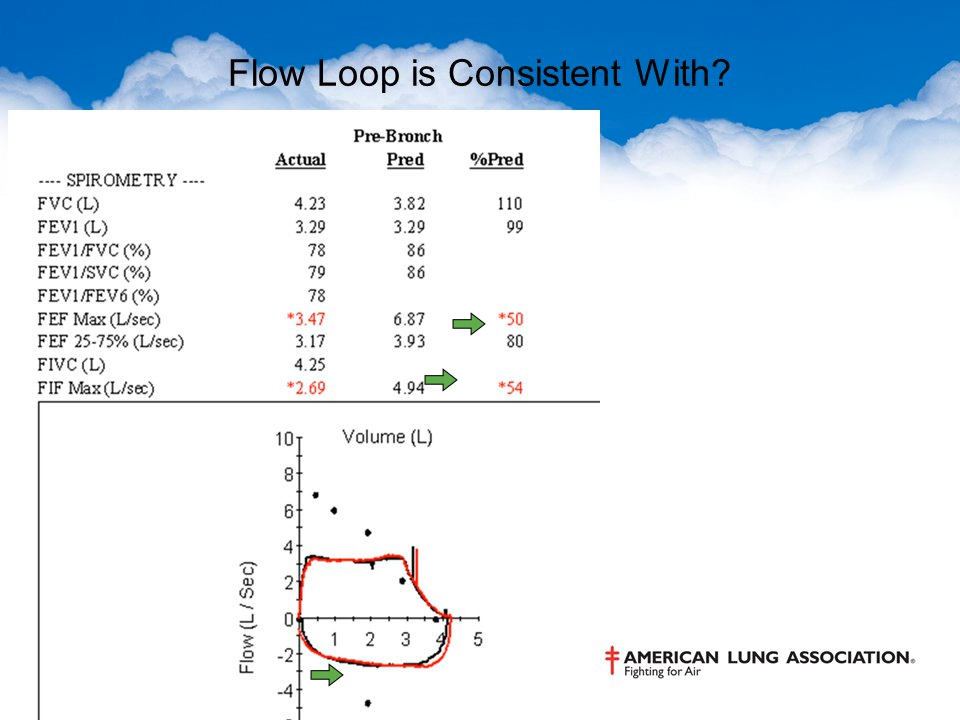 Flow Loop is Consistent With?
Pre-Bronch
Actual Pred %Pred
---- SPIROMETRY ----
FVC (L) 4.23 3.82 110
FEV1 (L) 3.29 3.29 99
FEV1/FVC (%) 78 86
FEV1/SVC (%) 79 86
FEV1/FEV6 (%) 78
FEF Max (L/sec) *3.47 6.87 *50
FEF 25-75% (L/sec) 3.17 3.93 80
FIVC (L) 4.25
FIF Max (L/sec) *2.69 4.94 *54
Volume (L)
10
8
6
4
2
0
-2
-4
1 2 3 4 5
Flow (L / Sec)
AMERICAN LUNG ASSOCIATION®
Fighting for Air